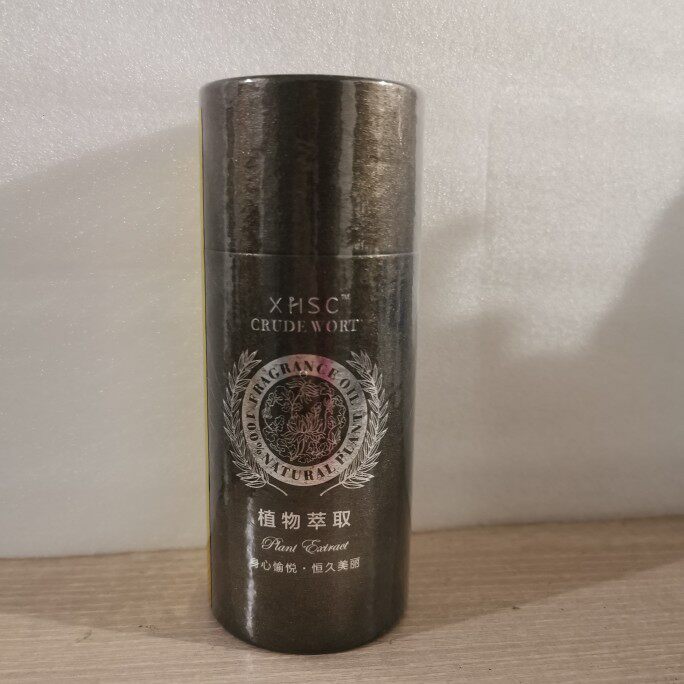 XHSC™
CRUDE WORT
100% NATURAL PLANT
FRAGRANCE OIL
植物萃取
Plant Extract
身心愉悦·恒久美丽